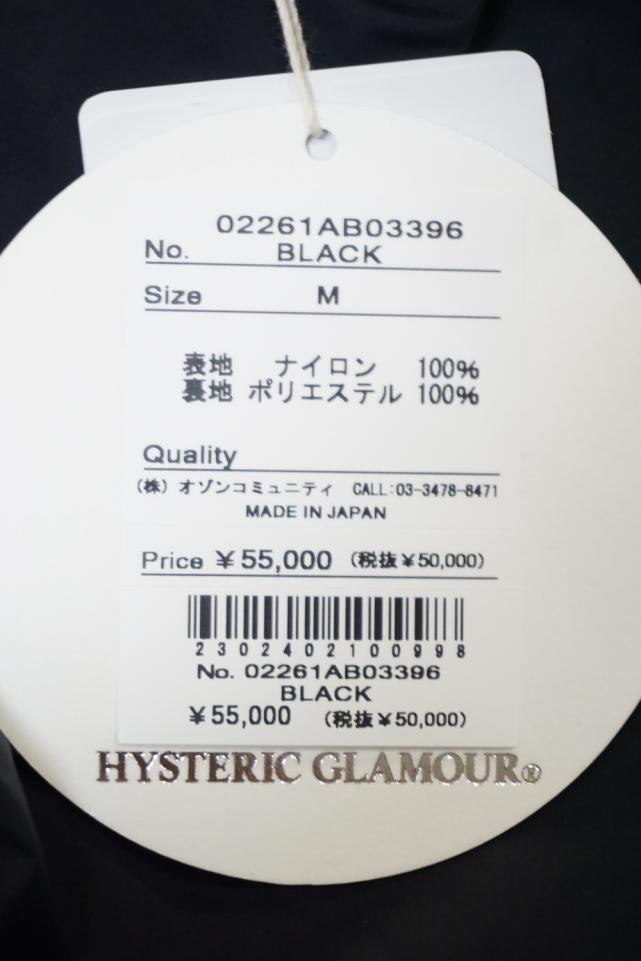 02261AB03396
No. BLACK
Size M
表地 ナイロン 100%
裏地 ポリエステル 100%
Quality
(株) オゾンコミュニティ CALL:03-3478-8471
MADE IN JAPAN
Price ¥55,000 (税抜¥50,000)
2302402100998
No. 02261AB03396
BLACK
¥55,000 (税抜¥50,000)
HYSTERIC GLAMOUR®